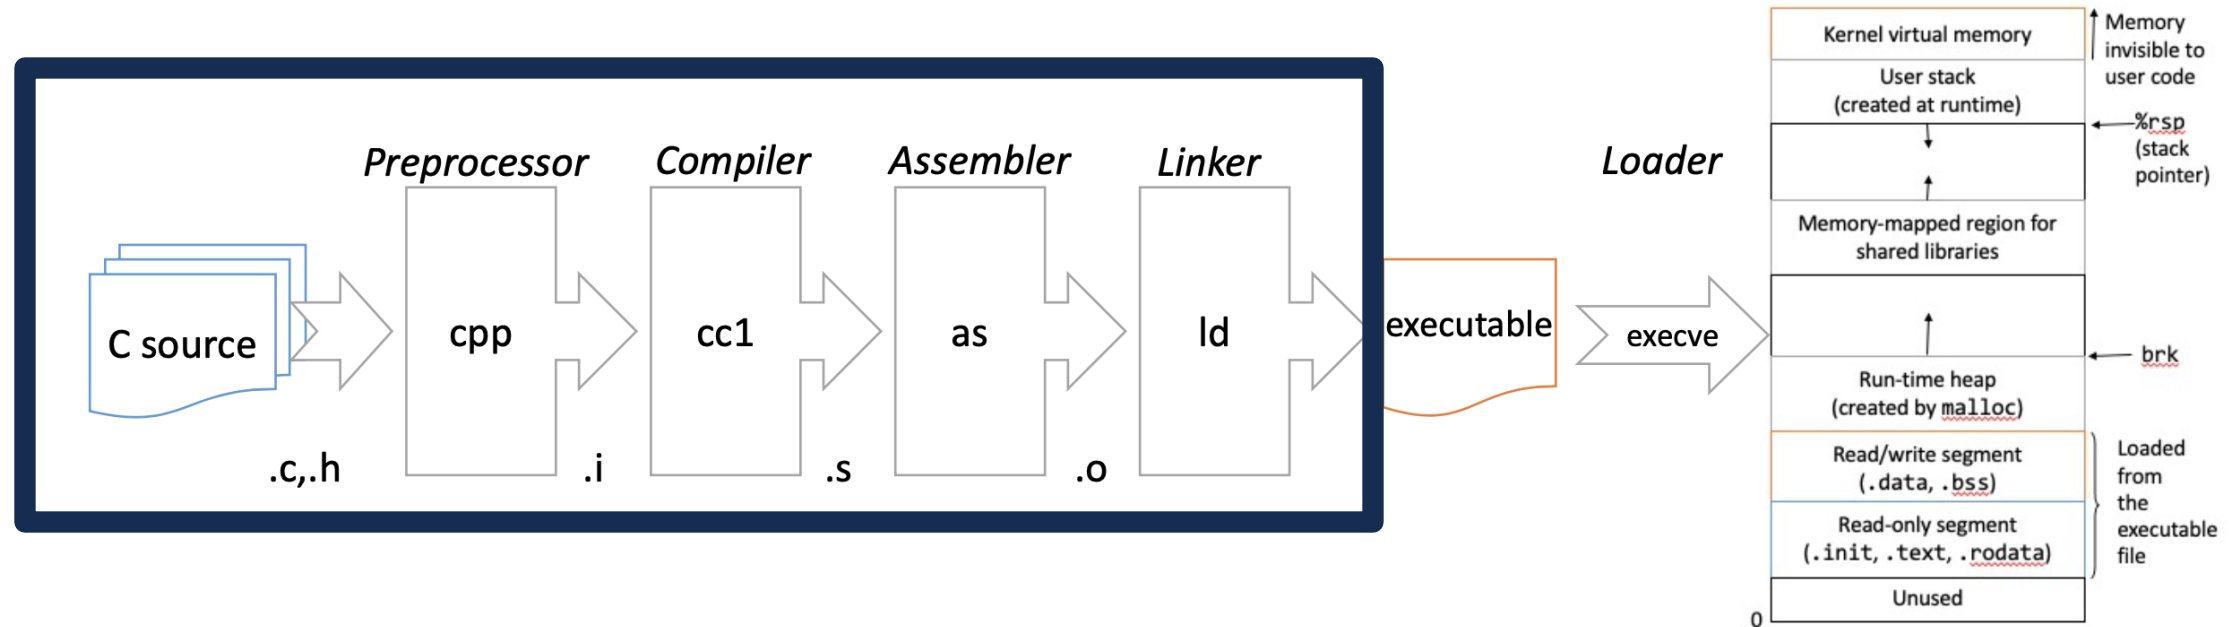 Preprocessor
Compiler
Assembler
Linker
Loader
C source
cpp
cc1
as
ld
executable
execve
.c,.h
.i
.s
.o
Kernel virtual memory
User stack
(created at runtime)
Memory-mapped region for
shared libraries
Run-time heap
(created by malloc)
Read/write segment
(.data, .bss)
Read-only segment
(.init, .text, .rodata)
Unused
0
Memory
invisible to
user code
%rsp
(stack
pointer)
brk
Loaded
from
the
executable
file